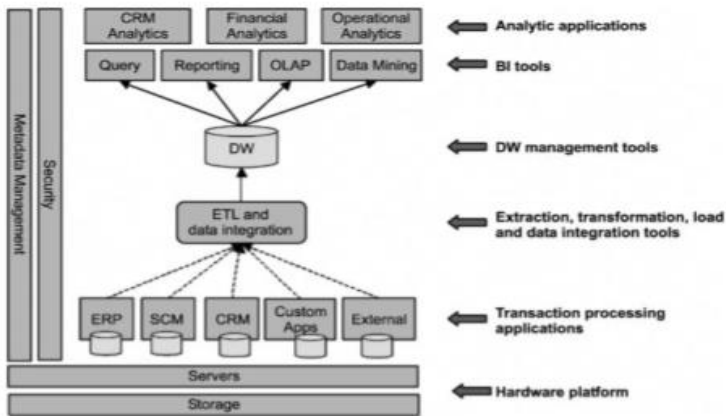 CRM Analytics
Financial Analytics
Operational Analytics
Analytic applications
Query
Reporting
OLAP
Data Mining
BI tools
Metadata Management
Security
DW
DW management tools
ETL and
data integration
Extraction, transformation, load
and data integration tools
ERP
SCM
CRM
Custom
Apps
External
Transaction processing
applications
Servers
Storage
Hardware platform